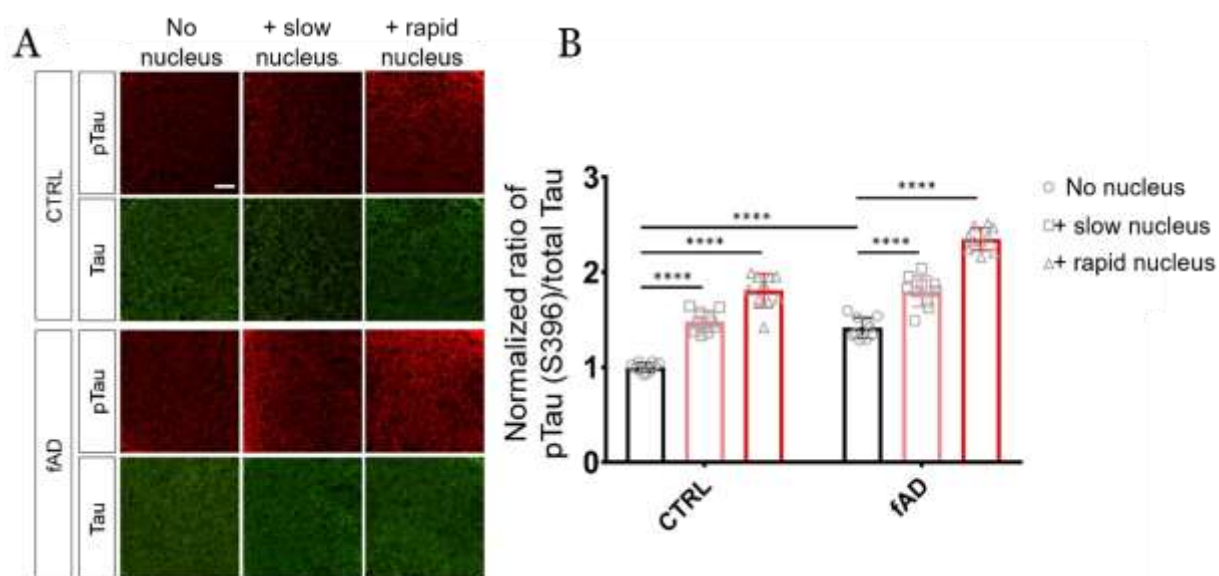 A
No nucleus
+ slow nucleus
+ rapid nucleus
CTRL
pTau
Tau
fAD
pTau
Tau
B
Normalized ratio of
pTau (S396)/total Tau
3
2
1
0
****
****
****
****
****
CTRL
fAD
No nucleus
+ slow nucleus
+ rapid nucleus